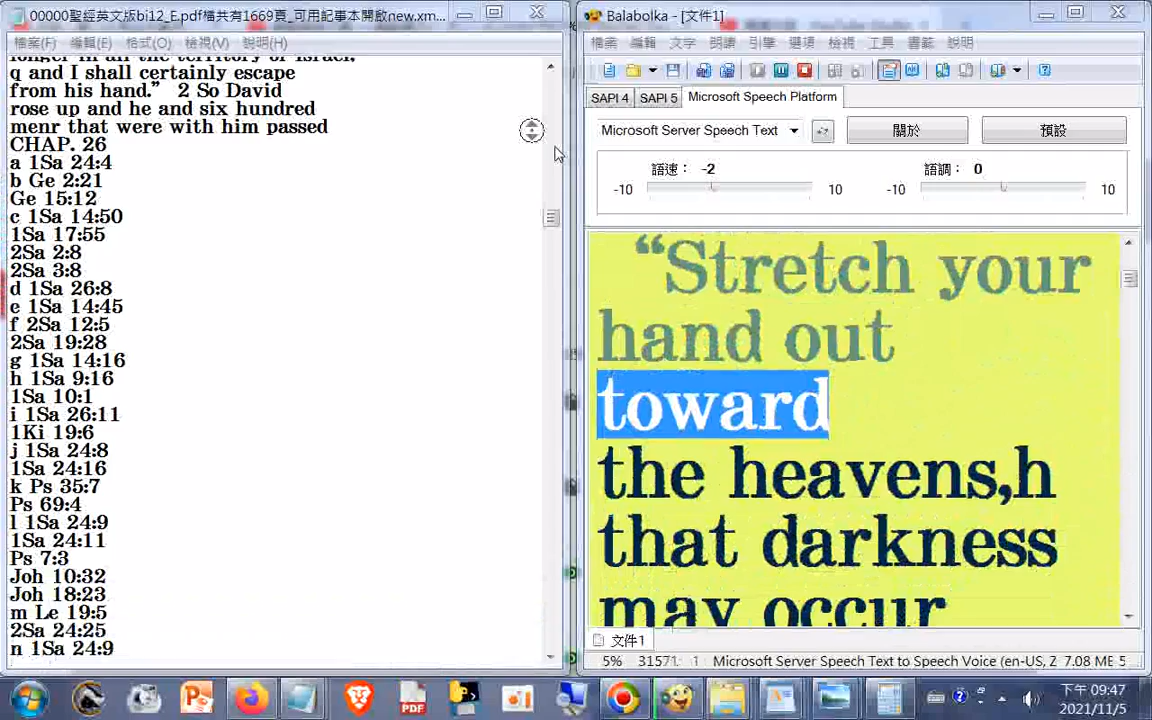 00000聖經英文版bi12_E.pdf檔共有1669頁_可用記事本開啟new.xm...
檔案(F) 編輯(E) 格式(O) 檢視(V) 說明(H)
longer in all the territory of Israel,
q and I shall certainly escape
from his hand.” 2 So David
rose up and he and six hundred
menr that were with him passed
CHAP. 26
a 1Sa 24:4
b Ge 2:21
Ge 15:12
c 1Sa 14:50
1Sa 17:55
2Sa 2:8
2Sa 3:8
d 1Sa 26:8
e 1Sa 14:45
f 2Sa 12:5
2Sa 19:28
g 1Sa 14:16
h 1Sa 9:16
1Sa 10:1
i 1Sa 26:11
1Ki 19:6
j 1Sa 24:8
1Sa 24:16
k Ps 35:7
Ps 69:4
l 1Sa 24:9
1Sa 24:11
Ps 7:3
Joh 10:32
Joh 18:23
m Le 19:5
2Sa 24:25
n 1Sa 24:9
Balabolka - [文件1]
檔案 編輯 文字 朗讀 引擎 選項 檢視 工具 書籤 說明
SAPI 4 SAPI 5 Microsoft Speech Platform
Microsoft Server Speech Text 關於 預設
語速： -2 語調： 0
-10 10 -10 10
“Stretch your
hand out
toward
the heavens,h
that darkness
may occur
文件1
5% 31571: 1 Microsoft Server Speech Text to Speech Voice (en-US, 2 7.08 ME 5
PDF
下午 09:47
2021/11/5